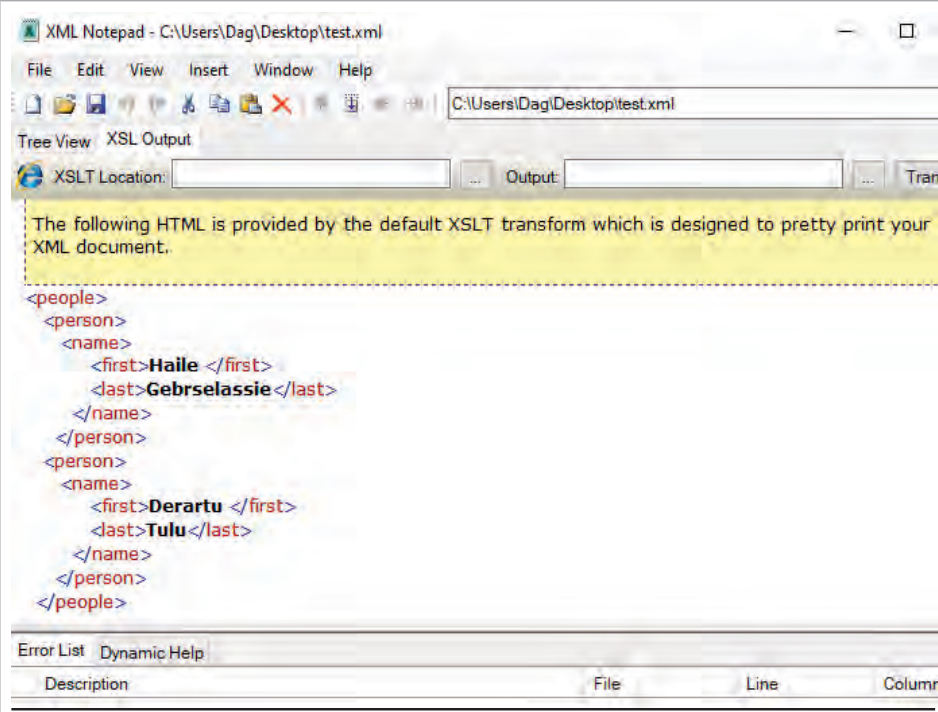 XML Notepad - C:\Users\Dag\Desktop\test.xml
File Edit View Insert Window Help
C:\Users\Dag\Desktop\test.xml
Tree View XSL Output
XSLT Location: ... Output: ... Tran
The following HTML is provided by the default XSLT transform which is designed to pretty print your
XML document.
<people>
<person>
<name>
<first>Haile </first>
<last>Gebrselassie</last>
</name>
</person>
<person>
<name>
<first>Derartu </first>
<last>Tulu</last>
</name>
</person>
</people>
Error List Dynamic Help
Description File Line Column